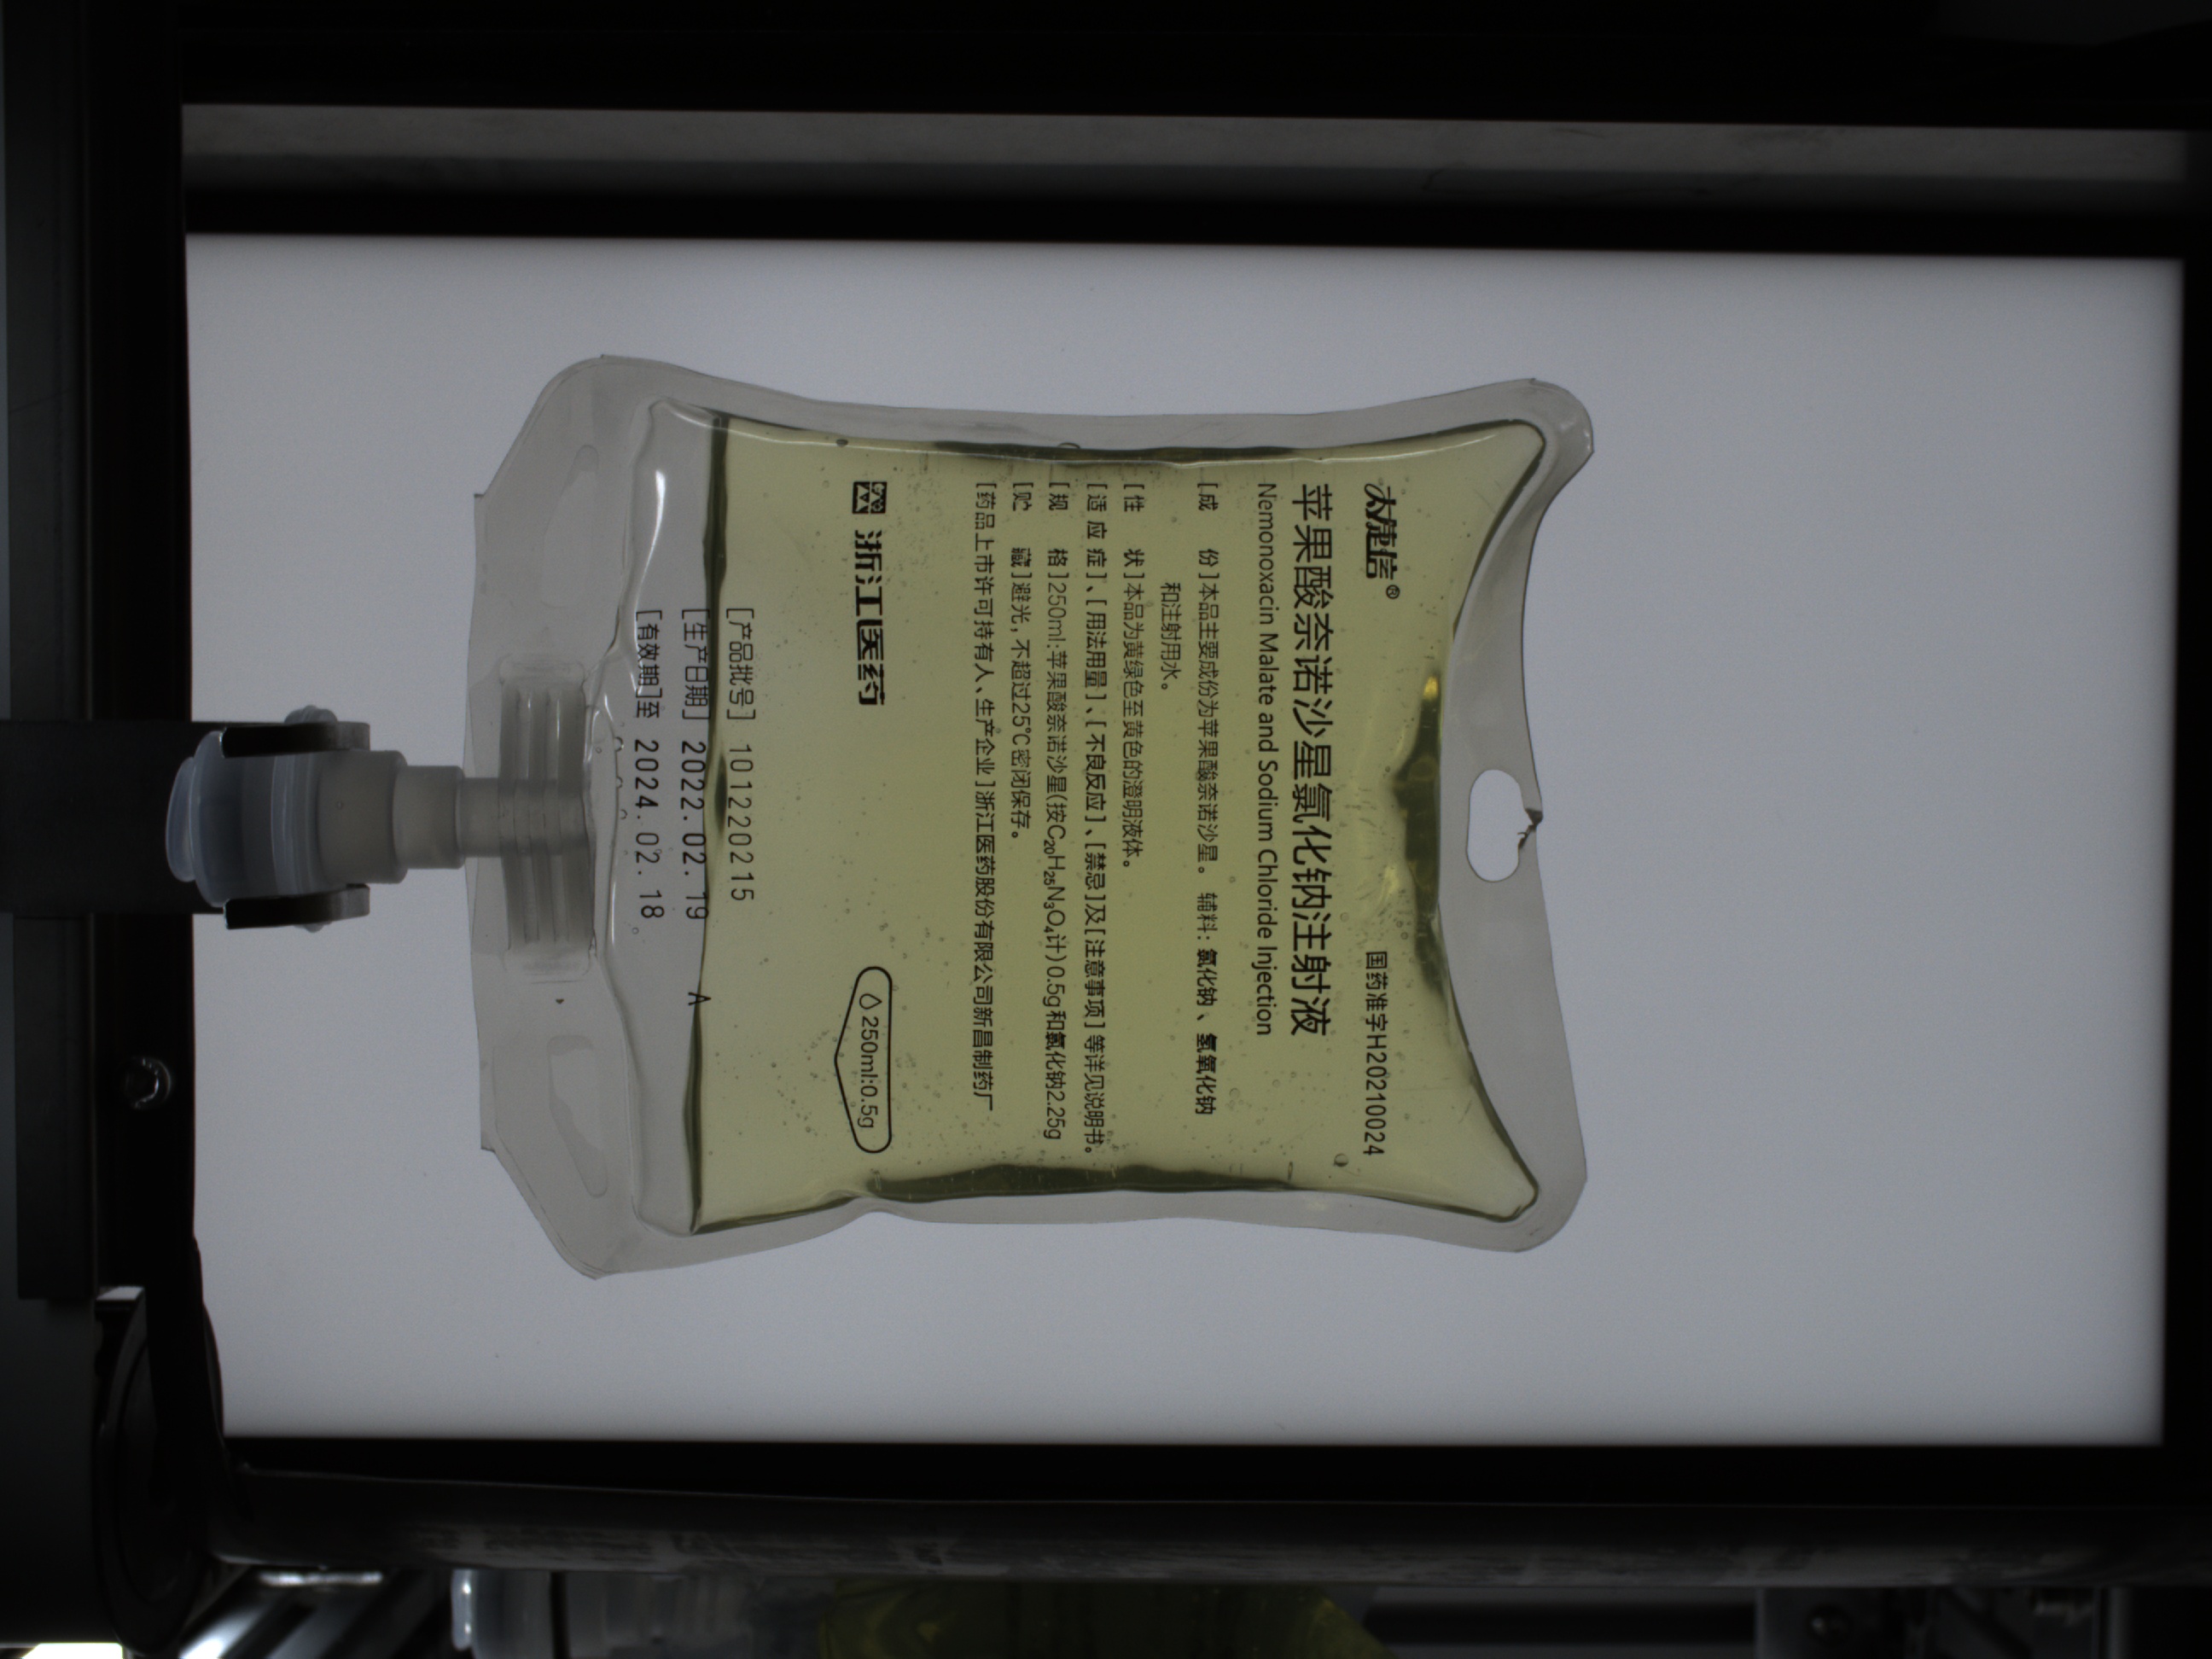 太捷信® 国药准字H20210024
苹果酸奈诺沙星氯化钠注射液
Nemonoxacin Malate and Sodium Chloride Injection
[成 份]本品主要成份为苹果酸奈诺沙星。辅料：氯化钠、氢氧化钠
和注射用水。
[性 状]本品为黄绿色至黄色的澄明液体。
[适 应 症]、[用法用量]、[不良反应]、[禁忌]及[注意事项]等详见说明书。
[规 格]250ml:苹果酸奈诺沙星(按C₂₀H₂₅N₃O₄计)0.5g和氯化钠2.25g
[贮 藏]避光，不超过25℃密闭保存。
[药品上市许可持有人、生产企业]浙江医药股份有限公司新昌制药厂
浙江医药 250ml:0.5g
[产品批号] 101220215
[生产日期] 2022.02.19 A
[有效期]至 2024.02.18